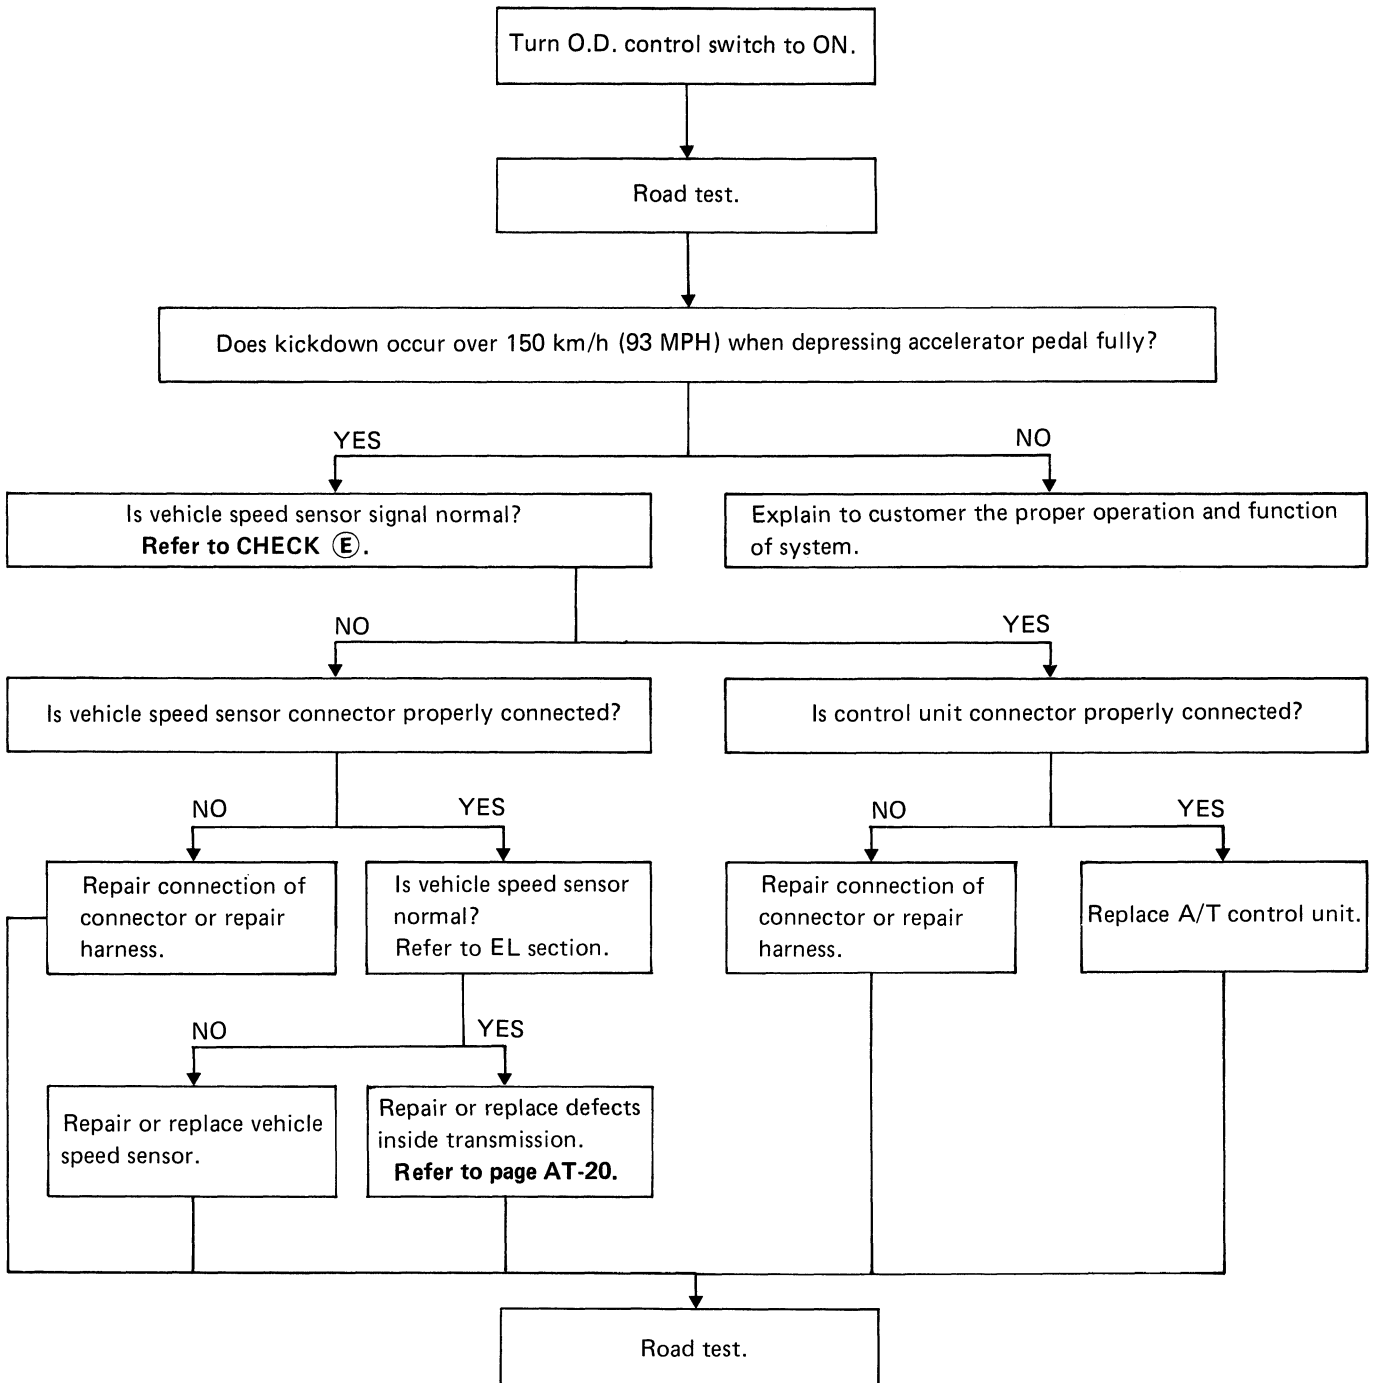 Turn O.D. control switch to ON.
Road test.
Does kickdown occur over 150 km/h (93 MPH) when depressing accelerator pedal fully?
YES
NO
Is vehicle speed sensor signal normal?
Refer to CHECK Ⓔ.
Explain to customer the proper operation and function
of system.
NO
YES
Is vehicle speed sensor connector properly connected?
Is control unit connector properly connected?
NO
YES
NO
YES
Repair connection of
connector or repair
harness.
Is vehicle speed sensor
normal?
Refer to EL section.
Repair connection of
connector or repair
harness.
Replace A/T control unit.
NO
YES
Repair or replace vehicle
speed sensor.
Repair or replace defects
inside transmission.
Refer to page AT-20.
Road test.